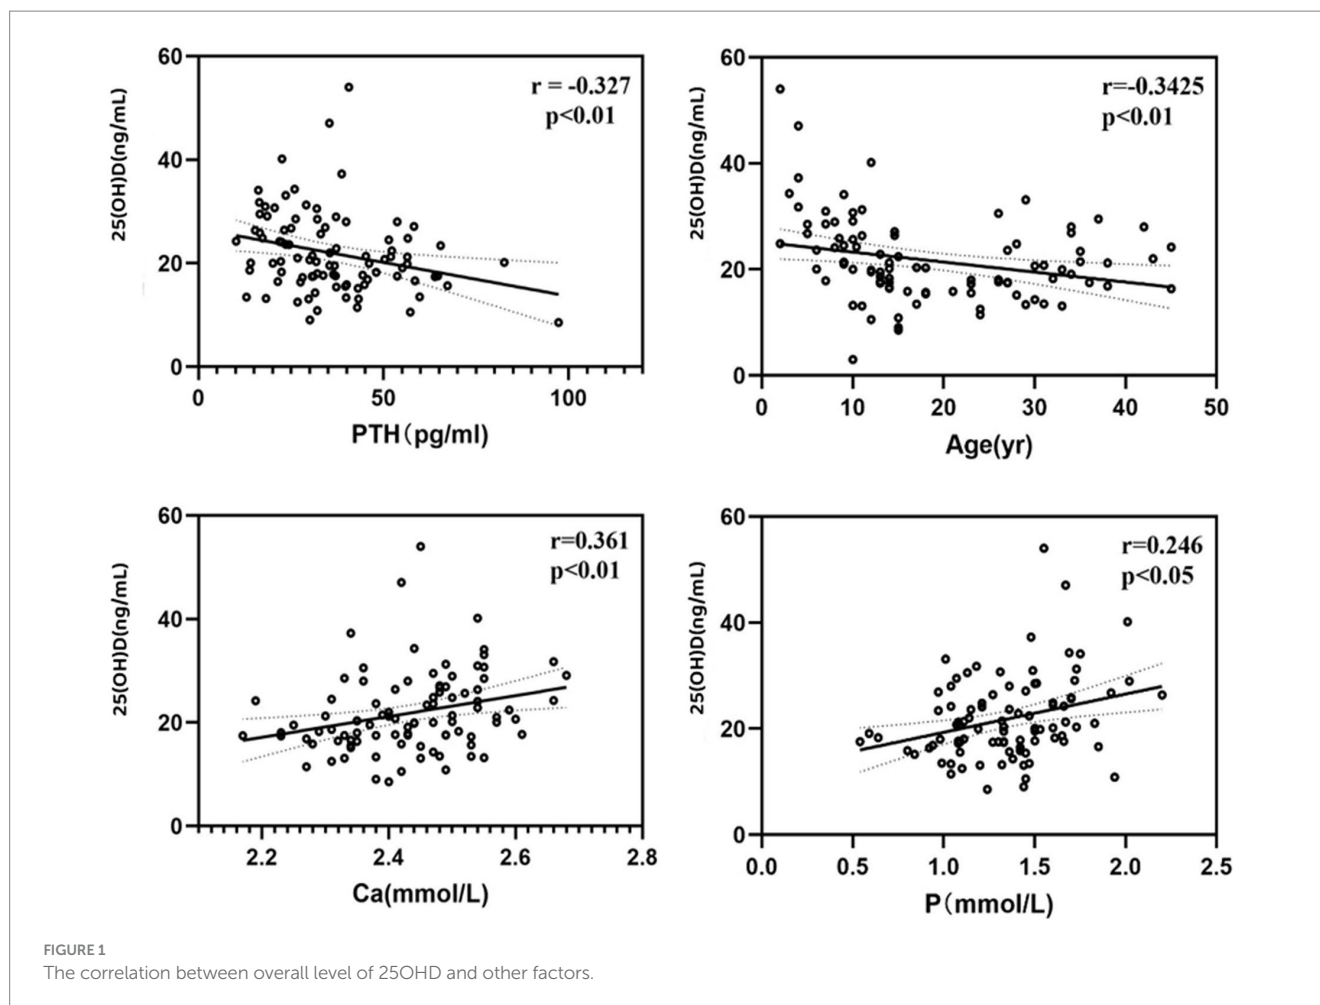 60
40
20
0
25(OH)D(ng/mL)
r = -0.327
p<0.01
0
50
100
PTH(pg/ml)
60
40
20
0
25(OH)D(ng/mL)
r=-0.3425
p<0.01
0
10
20
30
40
50
Age(yr)
60
40
20
0
25(OH)D(ng/mL)
r=0.361
p<0.01
2.2
2.4
2.6
2.8
Ca(mmol/L)
60
40
20
0
25(OH)D(ng/mL)
r=0.246
p<0.05
0.0
0.5
1.0
1.5
2.0
2.5
P(mmol/L)
FIGURE 1
The correlation between overall level of 25OHD and other factors.